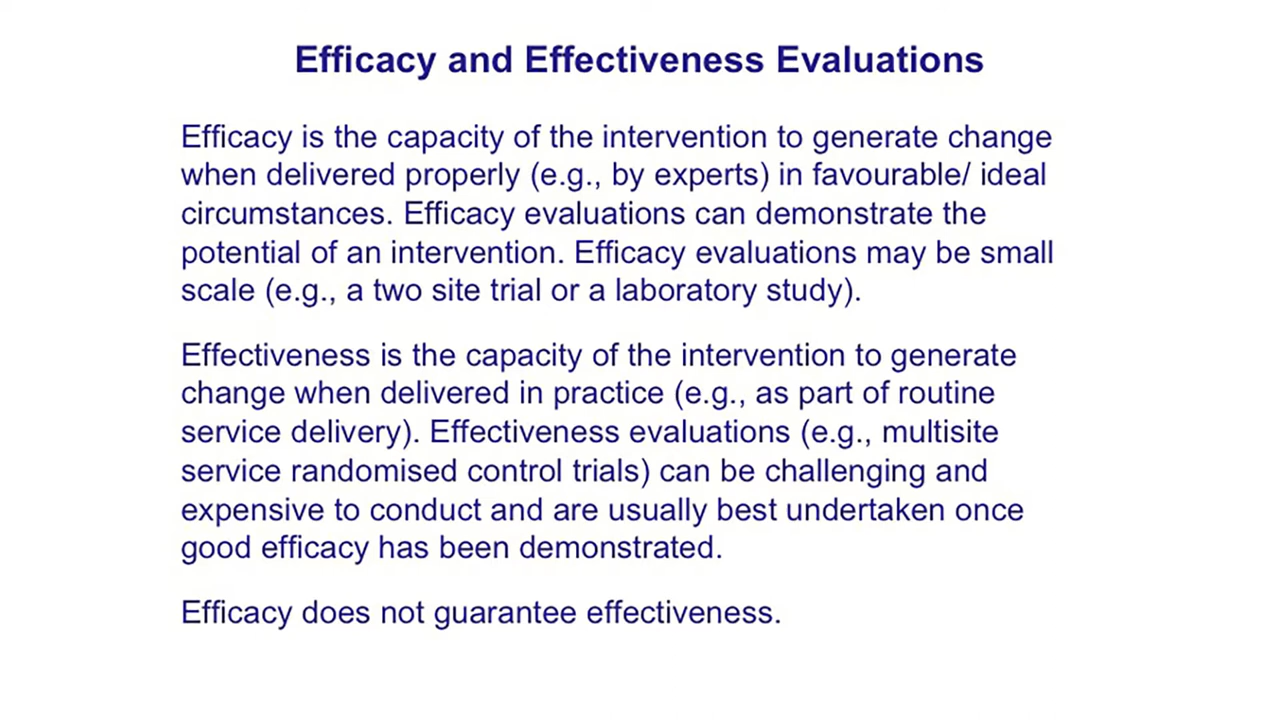 Efficacy and Effectiveness Evaluations
Efficacy is the capacity of the intervention to generate change
when delivered properly (e.g., by experts) in favourable/ ideal
circumstances. Efficacy evaluations can demonstrate the
potential of an intervention. Efficacy evaluations may be small
scale (e.g., a two site trial or a laboratory study).
Effectiveness is the capacity of the intervention to generate
change when delivered in practice (e.g., as part of routine
service delivery). Effectiveness evaluations (e.g., multisite
service randomised control trials) can be challenging and
expensive to conduct and are usually best undertaken once
good efficacy has been demonstrated.
Efficacy does not guarantee effectiveness.